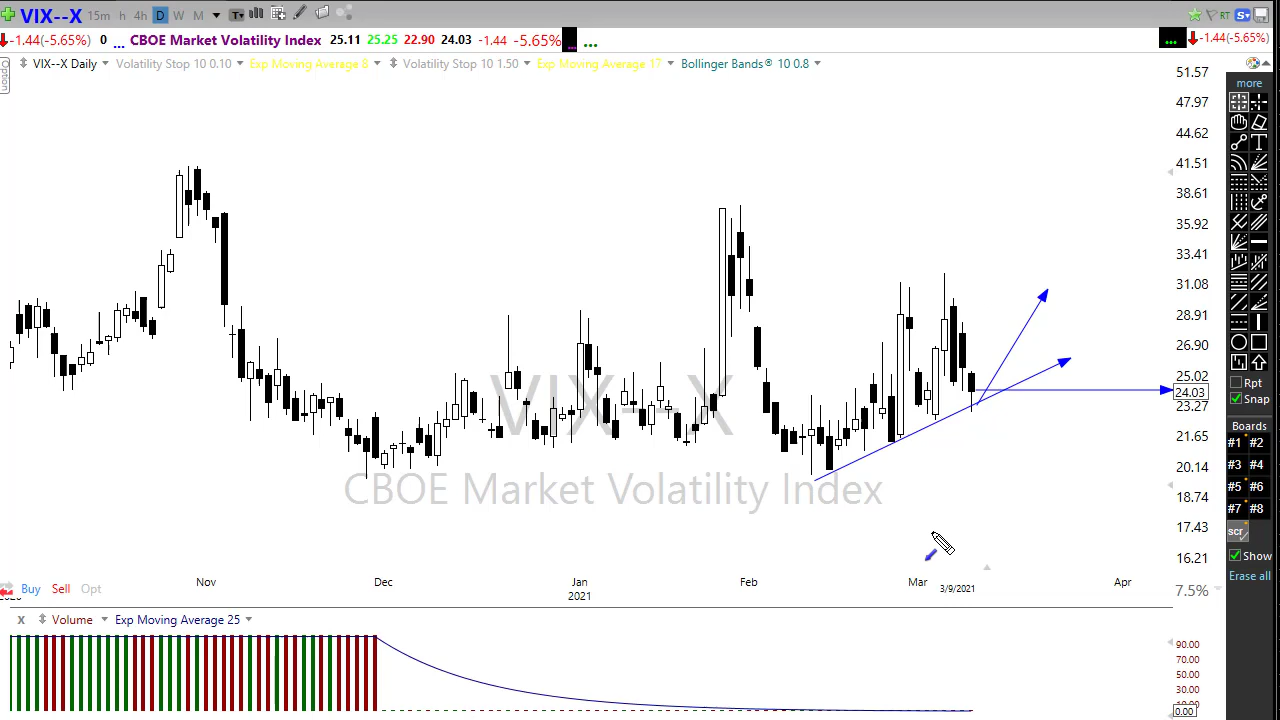 VIX--X 15m h 4h D W M T
RT S
-1.44(-5.65%) 0 ... CBOE Market Volatility Index 25.11 25.25 22.90 24.03 -1.44 -5.65% ... ...
... -1.44(-5.65%)
VIX--X Daily Volatility Stop 10 0.10 Exp Moving Average 8 Volatility Stop 10 1.50 Exp Moving Average 17 Bollinger Bands® 10 0.8
Option
more
51.57
47.97
44.62
41.51
38.61
35.92
33.41
31.08
28.91
26.90
25.02
24.03
23.27
21.65
20.14
18.74
17.43
16.21
7.5%
VIX--X
CBOE Market Volatility Index
T
Rpt
Snap
Boards
#1 #2
#3 #4
#5 #6
#7 #8
scr
Show
Erase all
Buy Sell Opt
Nov Dec Jan Feb Mar Apr
2021 3/9/2021
X Volume Exp Moving Average 25
90.00
70.00
50.00
30.00
0.00